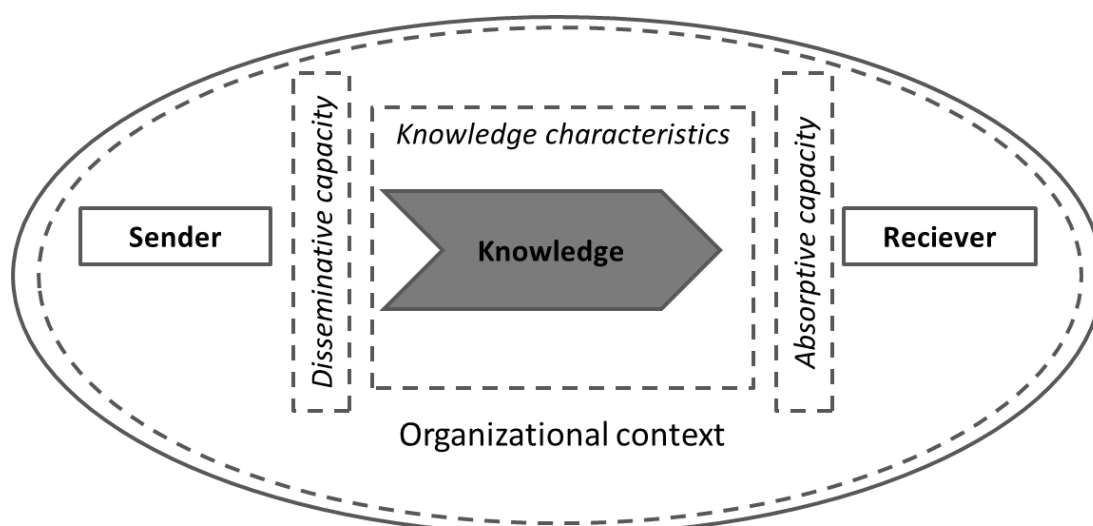 Sender
Disseminative capacity
Knowledge characteristics
Knowledge
Absorptive capacity
Reciever
Organizational context